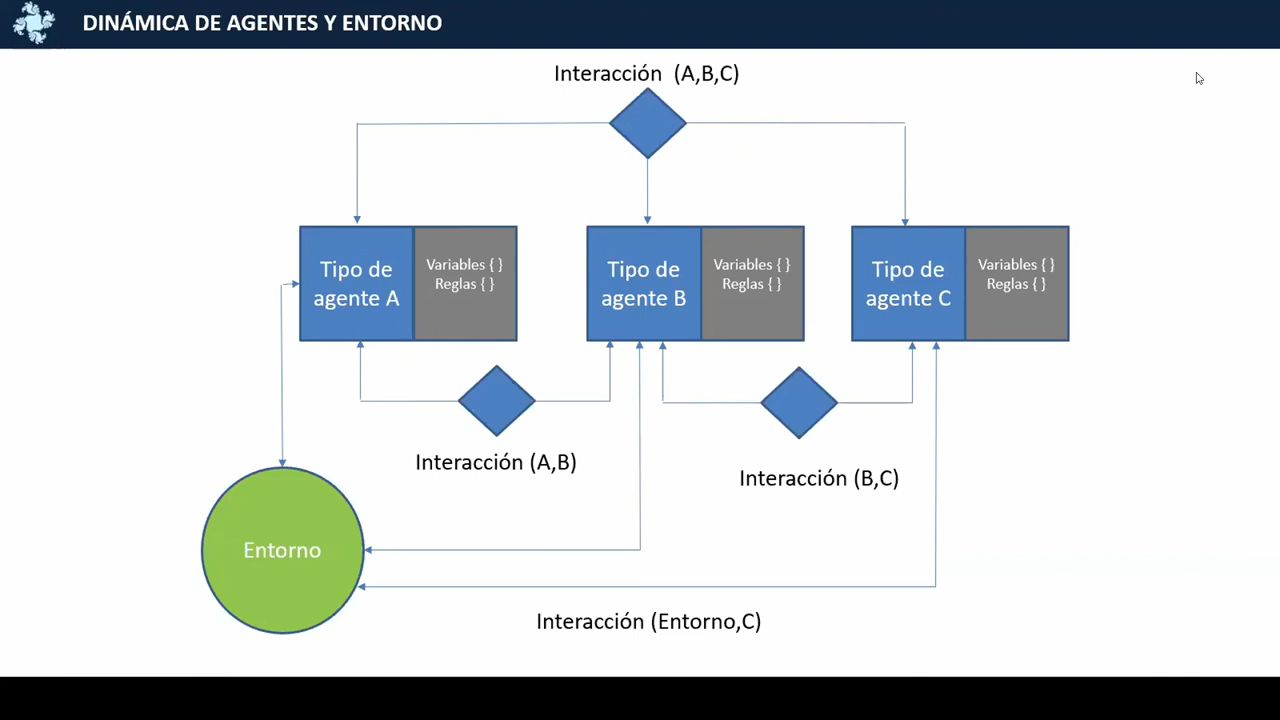 DINÁMICA DE AGENTES Y ENTORNO
Interacción  (A,B,C)
Tipo de
agente A
Variables { }
Reglas { }
Tipo de
agente B
Variables { }
Reglas { }
Tipo de
agente C
Variables { }
Reglas { }
Interacción (A,B)
Interacción (B,C)
Entorno
Interacción (Entorno,C)